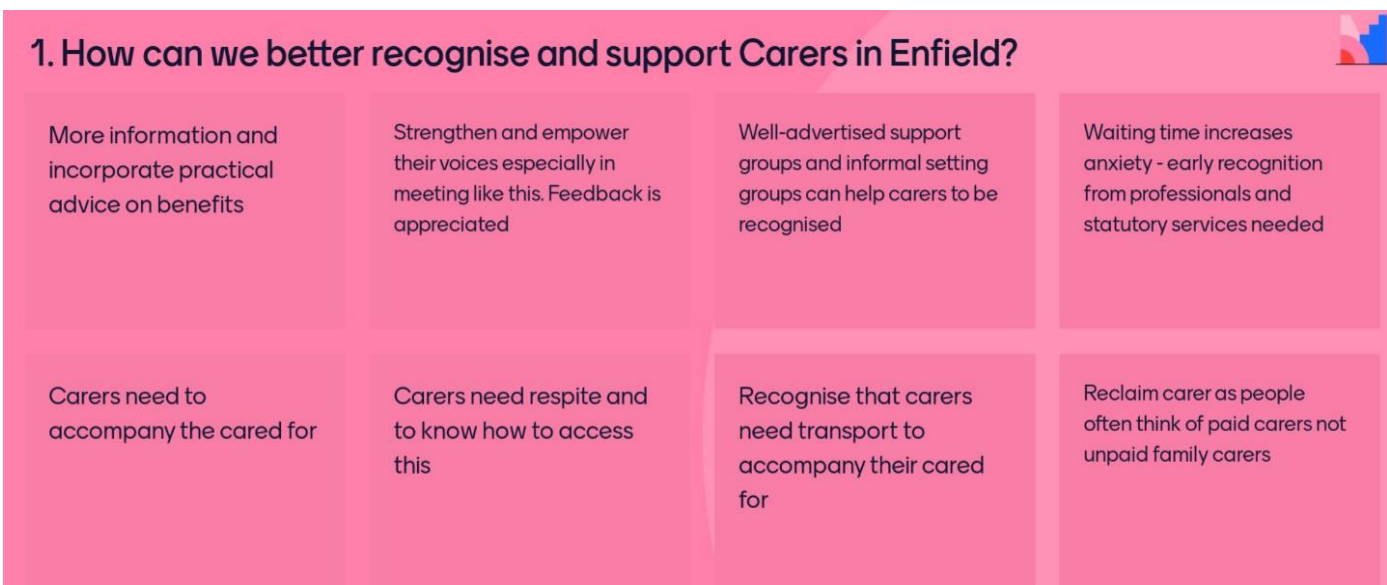 1. How can we better recognise and support Carers in Enfield?
More information and
incorporate practical
advice on benefits
Strengthen and empower
their voices especially in
meeting like this. Feedback is
appreciated
Well-advertised support
groups and informal setting
groups can help carers to be
recognised
Waiting time increases
anxiety - early recognition
from professionals and
statutory services needed
Carers need to
accompany the cared for
Carers need respite and
to know how to access
this
Recognise that carers
need transport to
accompany their cared
for
Reclaim carer as people
often think of paid carers not
unpaid family carers